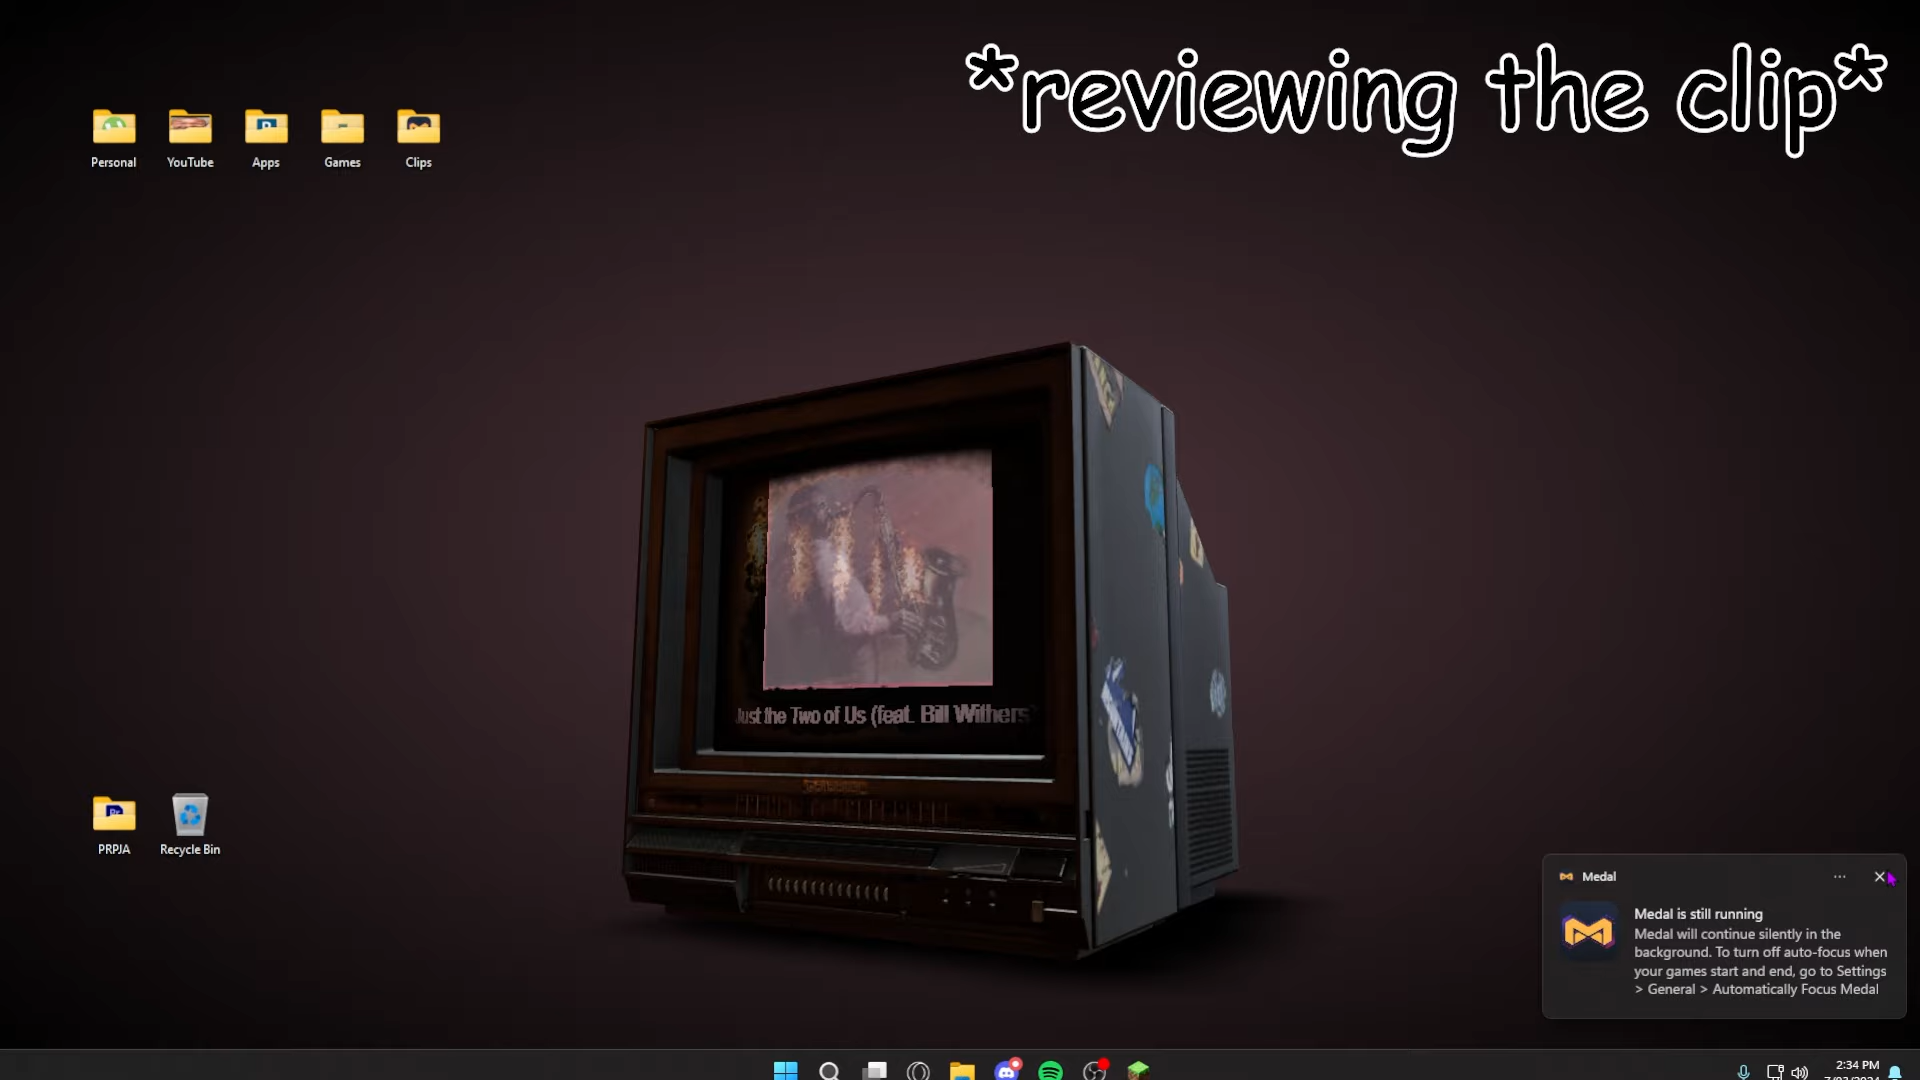 *reviewing the clip*
Personal
YouTube
Apps
Games
Clips
Just the Two of Us (feat. Bill Withers)
PRPJA
Recycle Bin
Medal
Medal is still running
Medal will continue silently in the
background. To turn off auto-focus when
your games start and end, go to Settings
> General > Automatically Focus Medal
2:34 PM